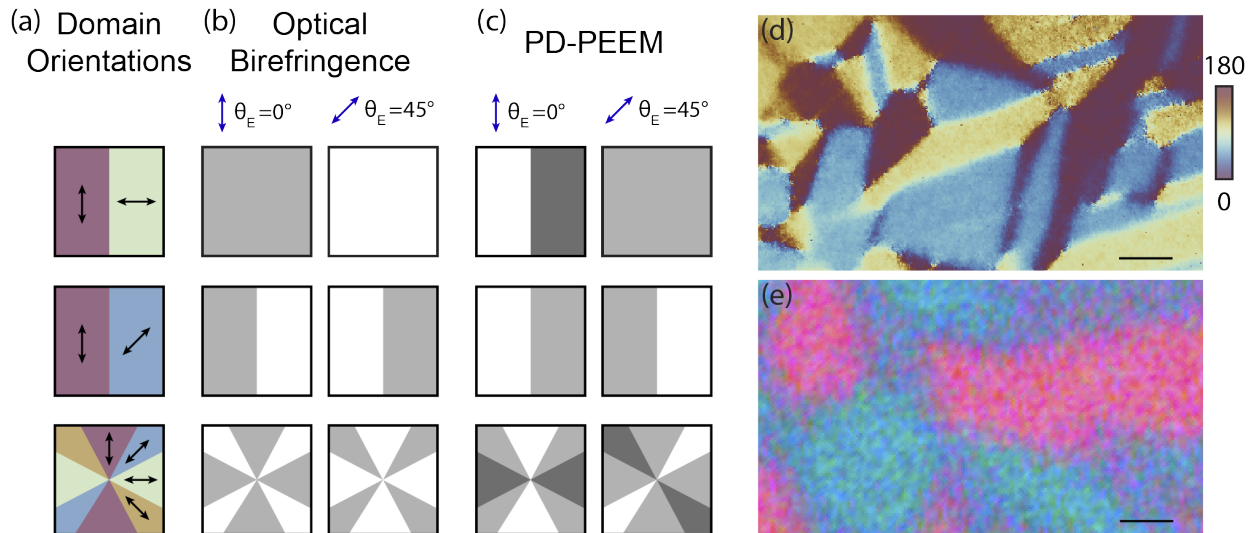 (a)
Domain
Orientations
(b)
Optical
Birefringence
θE=0°
θE=45°
(c)
PD-PEEM
θE=0°
θE=45°
(d)
180
0
(e)